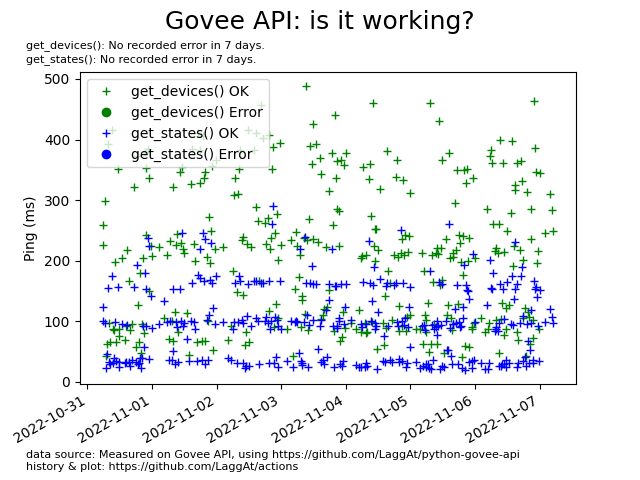 Govee API: is it working?
get_devices(): No recorded error in 7 days.
get_states(): No recorded error in 7 days.
get_devices() OK
get_devices() Error
get_states() OK
get_states() Error
500
400
300
200
100
0
Ping (ms)
2022-10-31
2022-11-01
2022-11-02
2022-11-03
2022-11-04
2022-11-05
2022-11-06
2022-11-07
data source: Measured on Govee API, using https://github.com/LaggAt/python-govee-api
history & plot: https://github.com/LaggAt/actions